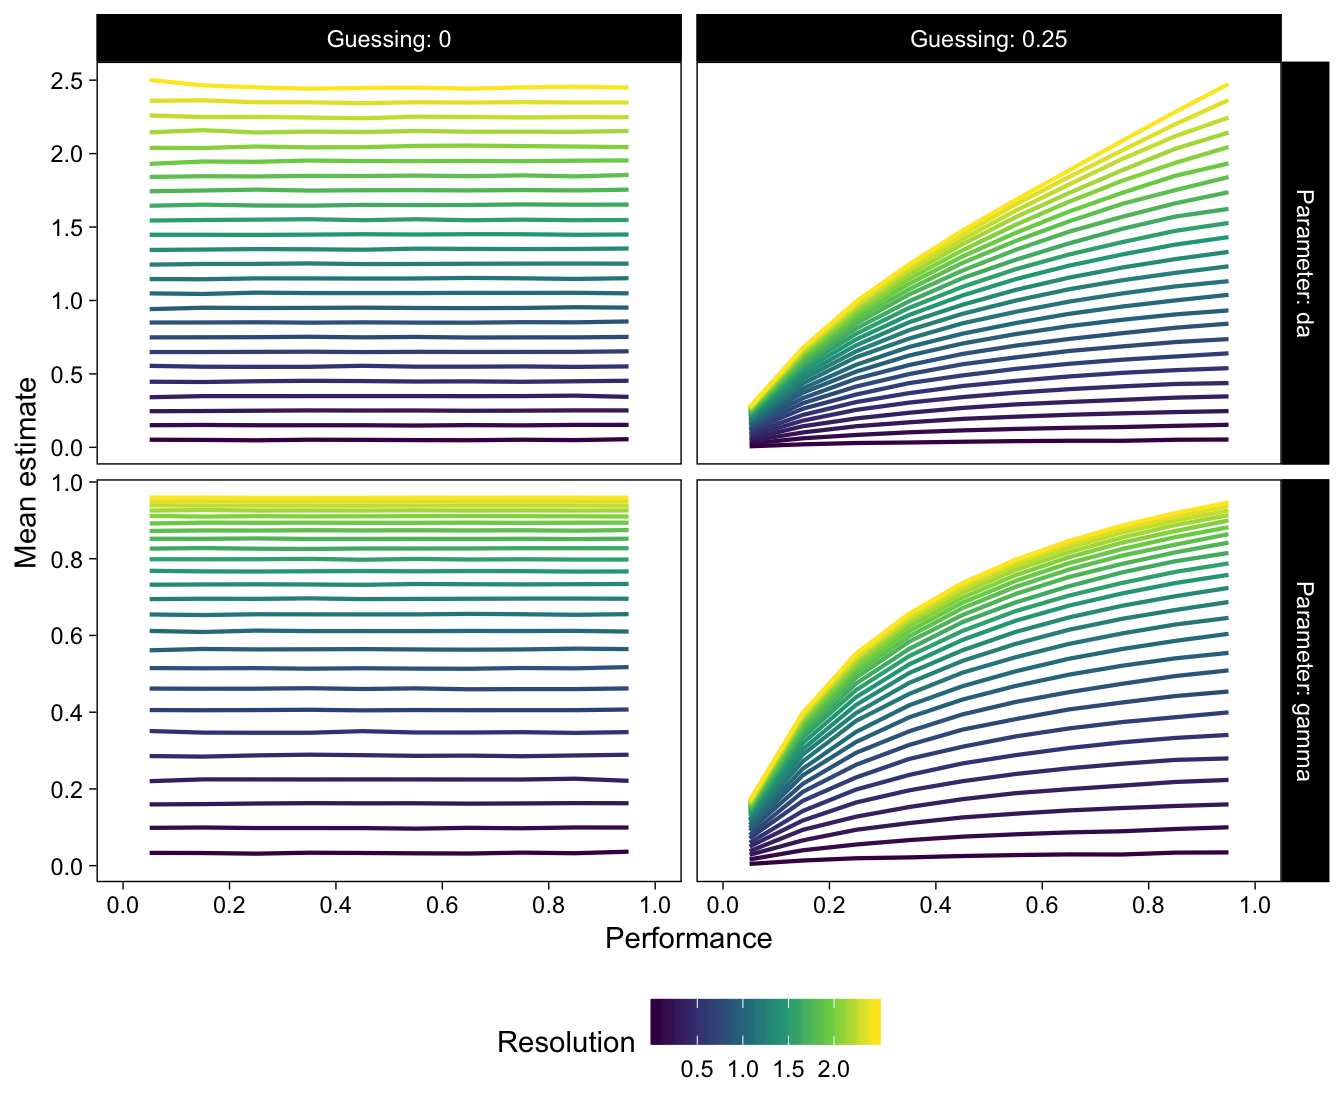 Guessing: 0
Guessing: 0.25
2.5
2.0
1.5
1.0
0.5
0.0
Parameter: da
Mean estimate
1.0
0.8
0.6
0.4
0.2
0.0
Parameter: gamma
0.0 0.2 0.4 0.6 0.8 1.0
0.0 0.2 0.4 0.6 0.8 1.0
Performance
Resolution
0.5 1.0 1.5 2.0